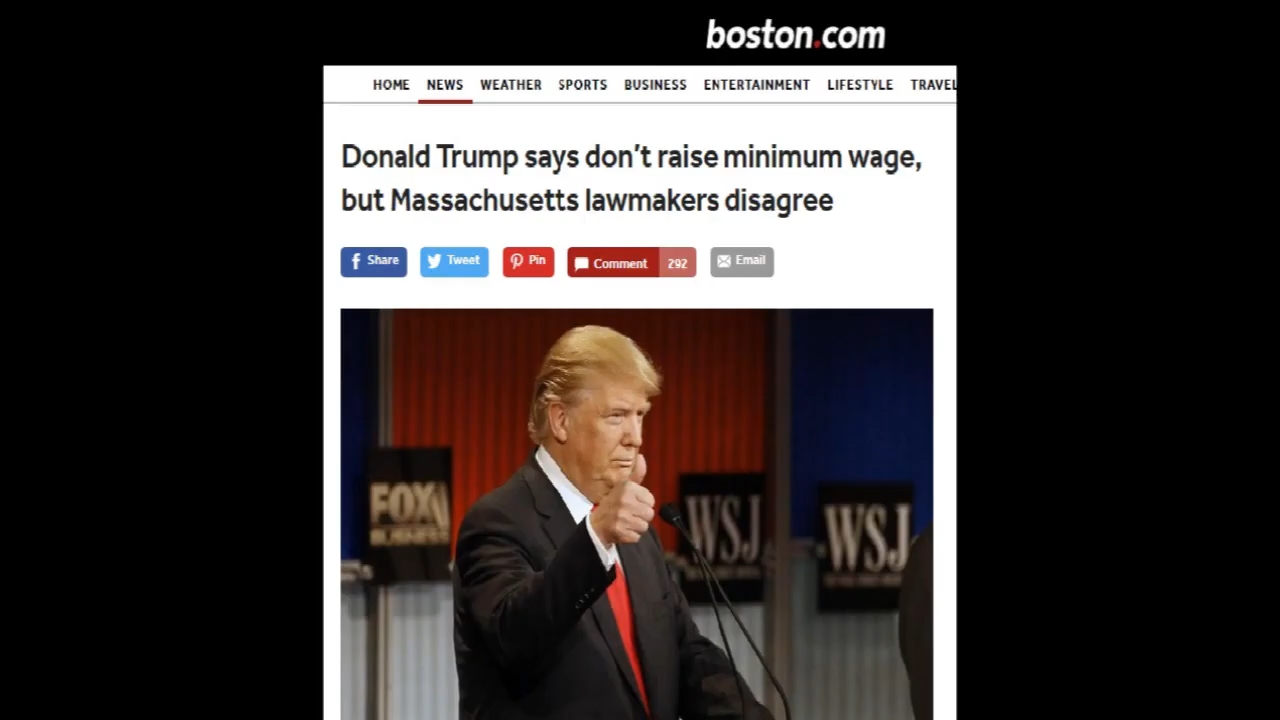 boston.com
HOME NEWS WEATHER SPORTS BUSINESS ENTERTAINMENT LIFESTYLE TRAVEL
Donald Trump says don't raise minimum wage,
but Massachusetts lawmakers disagree
Share Tweet Pin Comment 292 Email
FOX WSJ WSJ
BUSINESS